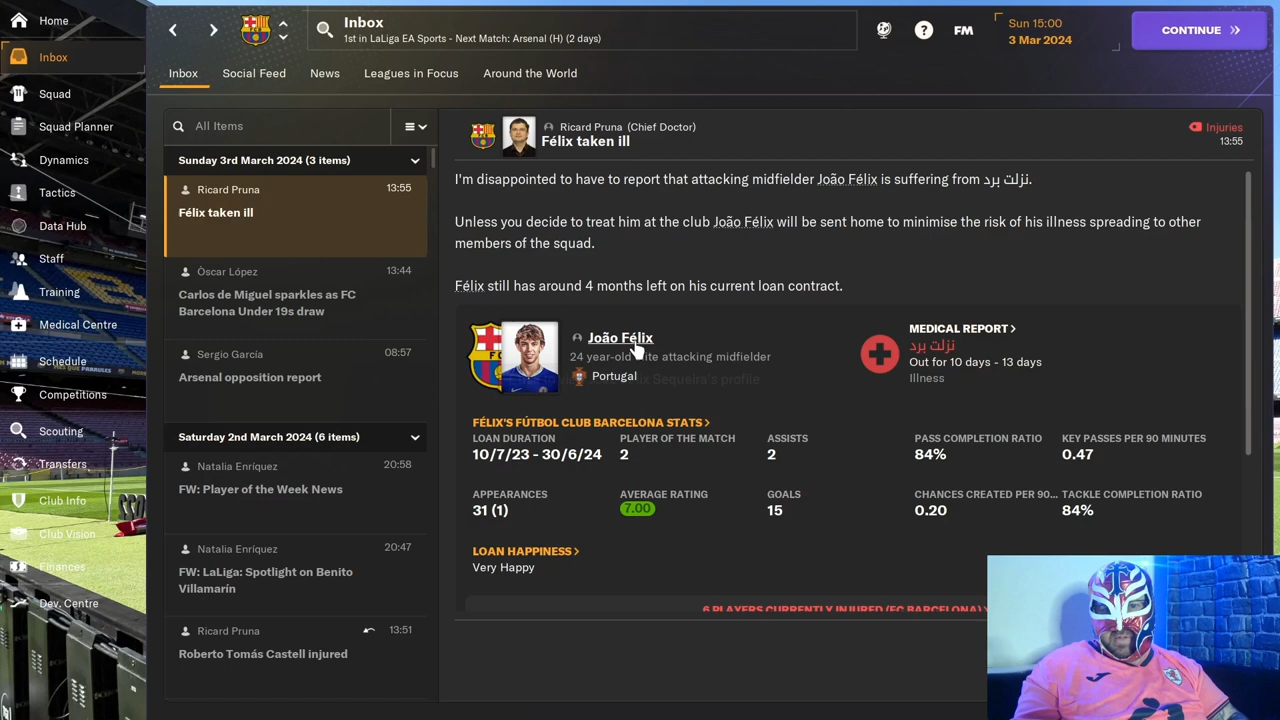 Home
Inbox
Squad
Squad Planner
Dynamics
Tactics
Data Hub
Staff
Training
Medical Centre
Schedule
Competitions
Scouting
Transfers
Club Info
Club Vision
Finances
Dev. Centre
Inbox
1st in LaLiga EA Sports - Next Match: Arsenal (H) (2 days)
?
FM
Sun 15:00
3 Mar 2024
CONTINUE
Inbox
Social Feed
News
Leagues in Focus
Around the World
All Items
Sunday 3rd March 2024 (3 items)
Ricard Pruna
13:55
Félix taken ill
Òscar López
13:44
Carlos de Miguel sparkles as FC
Barcelona Under 19s draw
Sergio García
08:57
Arsenal opposition report
Saturday 2nd March 2024 (6 items)
Natalia Enríquez
20:58
FW: Player of the Week News
Natalia Enríquez
20:47
FW: LaLiga: Spotlight on Benito
Villamarín
Ricard Pruna
13:51
Roberto Tomás Castell injured
Ricard Pruna (Chief Doctor)
Félix taken ill
Injuries
13:55
I'm disappointed to have to report that attacking midfielder João Félix is suffering from نزلت برد.
Unless you decide to treat him at the club João Félix will be sent home to minimise the risk of his illness spreading to other
members of the squad.
Félix still has around 4 months left on his current loan contract.
João Félix
24 year-old elite attacking midfielder
Portugal
Sequeira's profile
MEDICAL REPORT >
نزلت برد
Out for 10 days - 13 days
Illness
FÉLIX'S FÚTBOL CLUB BARCELONA STATS >
LOAN DURATION
10/7/23 - 30/6/24
PLAYER OF THE MATCH
2
ASSISTS
2
PASS COMPLETION RATIO
84%
KEY PASSES PER 90 MINUTES
0.47
APPEARANCES
31 (1)
AVERAGE RATING
7.00
GOALS
15
CHANCES CREATED PER 90...
0.20
TACKLE COMPLETION RATIO
84%
LOAN HAPPINESS >
Very Happy
6 PLAYERS CURRENTLY INJURED (FC BARCELONA) >